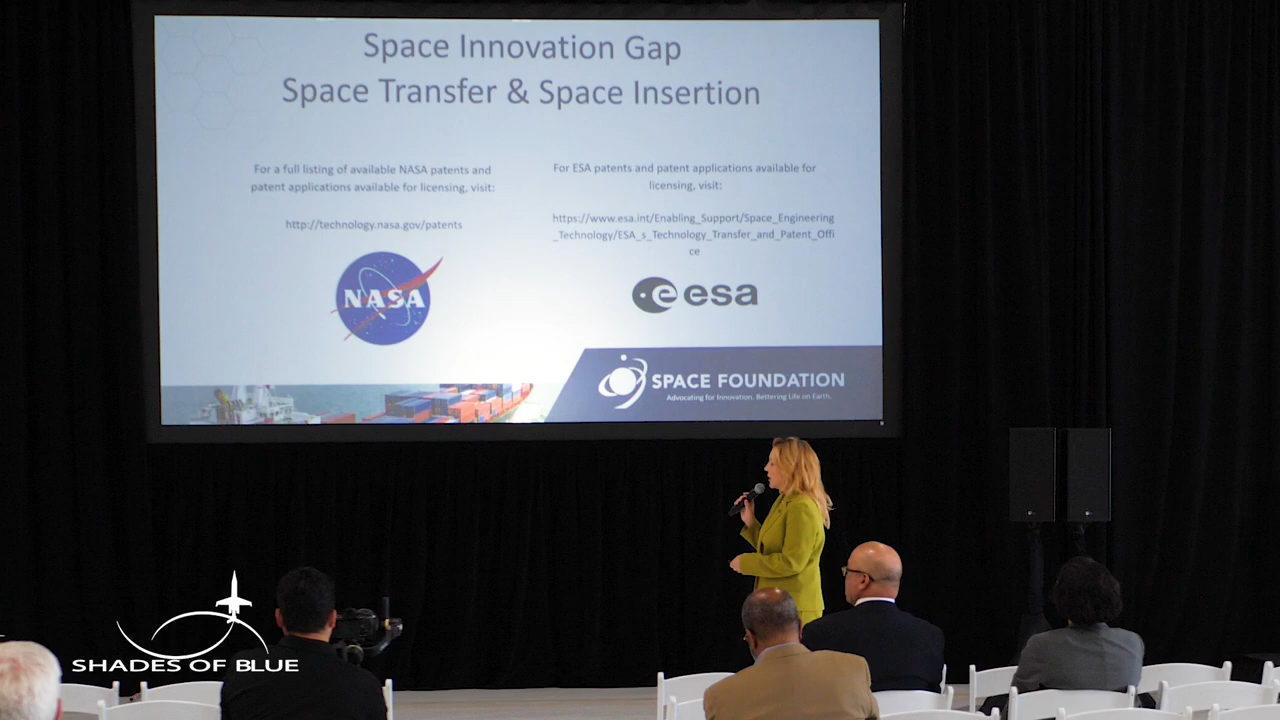 Space Innovation Gap
Space Transfer & Space Insertion
For a full listing of available NASA patents and
patent applications available for licensing, visit:
http://technology.nasa.gov/patents
NASA
For ESA patents and patent applications available for
licensing, visit:
https://www.esa.int/Enabling_Support/Space_Engineering
_Technology/ESA_s_Technology_Transfer_and_Patent_Offi
ce
esa
SPACE FOUNDATION
Advocating for Innovation. Bettering Life on Earth.
SHADES OF BLUE